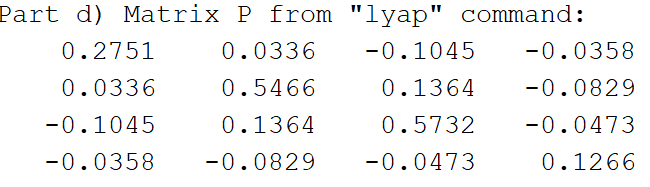 Part d) Matrix P from "lyap" command:
0.2751 0.0336 -0.1045 -0.0358
0.0336 0.5466 0.1364 -0.0829
-0.1045 0.1364 0.5732 -0.0473
-0.0358 -0.0829 -0.0473 0.1266